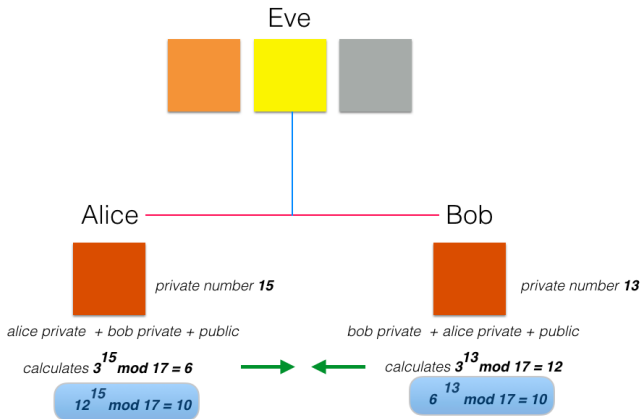 Eve
Alice
Bob
private number 15
private number 13
alice private + bob private + public
bob private + alice private + public
calculates 3^15 mod 17 = 6
calculates 3^13 mod 17 = 12
12^15 mod 17 = 10
6^13 mod 17 = 10